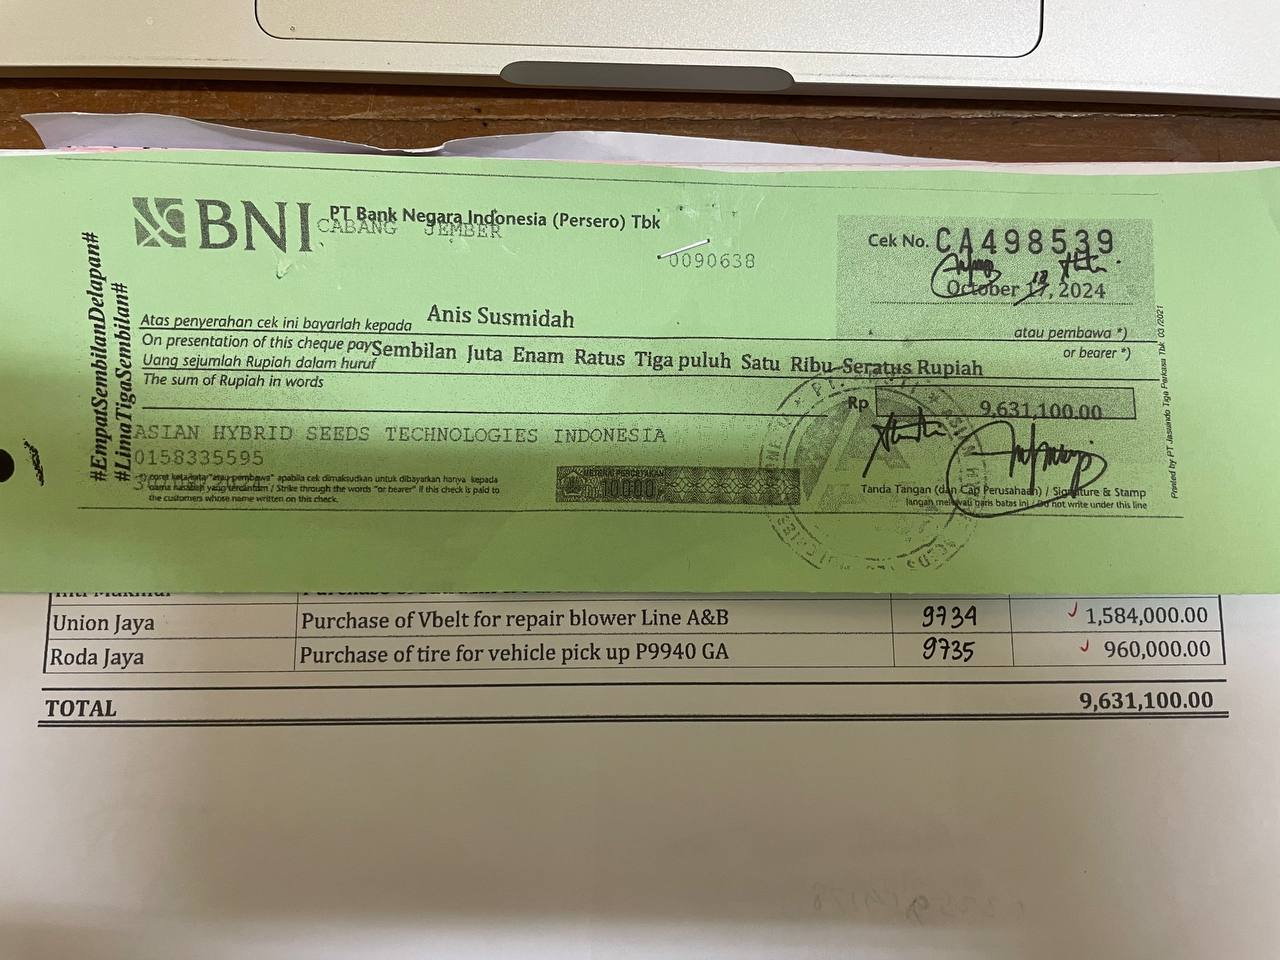 BNI PT Bank Negara Indonesia (Persero) Tbk
CABANG JEMBER
0090638
Cek No. CA498539
October 17, 2024
18
#EmpatSembilanDelapan#
#LimaTigaSembilan#
Atas penyerahan cek ini bayarlah kepada Anis Susmidah atau pembawa *)
On presentation of this cheque pay or bearer *)
Uang sejumlah Rupiah dalam huruf Sembilan Juta Enam Ratus Tiga puluh Satu Ribu Seratus Rupiah
The sum of Rupiah in words
Rp 9,631,100.00
ASIAN HYBRID SEEDS TECHNOLOGIES INDONESIA
0158335595
kata-kata "atau pembawa" apabila cek dimaksudkan untuk dibayarkan hanya kepada
nama nasabah yang tercantum / Strike through the words "or bearer" if this check is paid to
the customers whose name written on this check.
METERAI PERCETAKAN
10000
Tanda Tangan (dan Cap Perusahaan) / Signature & Stamp
Jangan melewati garis batas ini / Do not write under this line
Printed by PT Jasuindo Tiga Perkasa Tbk 03/2021
Union Jaya Purchase of Vbelt for repair blower Line A&B 9734 1,584,000.00
Roda Jaya Purchase of tire for vehicle pick up P9940 GA 9735 960,000.00
TOTAL 9,631,100.00